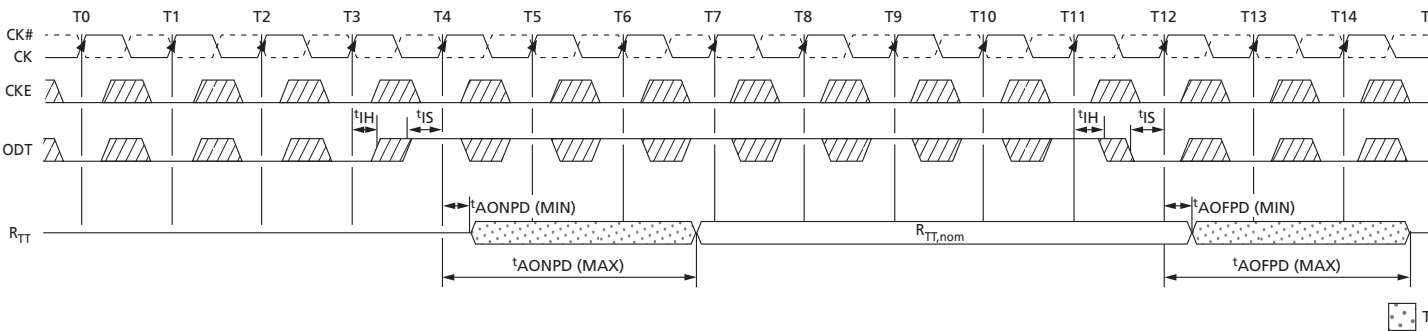 T0 T1 T2 T3 T4 T5 T6 T7 T8 T9 T10 T11 T12 T13 T14 T
CK#
CK
CKE
tIH tIS tIH tIS
ODT
tAONPD (MIN) tAOFPD (MIN)
RTT RTT,nom
tAONPD (MAX) tAOFPD (MAX)
T